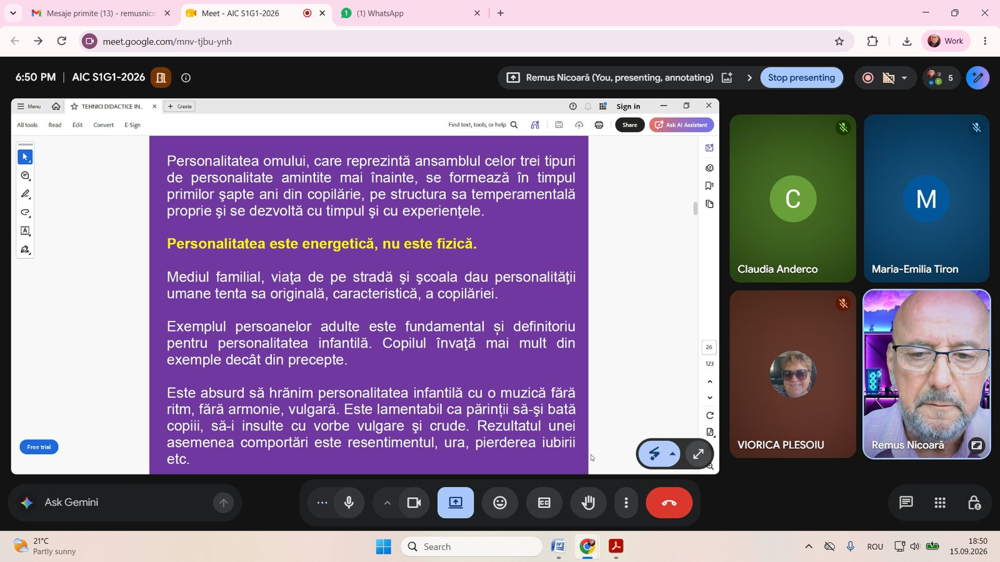 Mesaje primite (13) - remusnico
Meet - AIC S1G1-2026
(1) WhatsApp
meet.google.com/mnv-tjbu-ynh
Work
6:50 PM | AIC S1G1-2026
Remus Nicoară (You, presenting, annotating)
Stop presenting
5
Menu
TEHNICI DIDACTICE IN...
+ Create
Sign in
All tools
Read
Edit
Convert
E-Sign
Find text, tools, or help
Share
Ask AI Assistant
Personalitatea omului, care reprezintă ansamblul celor trei tipuri
de personalitate amintite mai înainte, se formează în timpul
primilor şapte ani din copilărie, pe structura sa temperamentală
proprie şi se dezvoltă cu timpul şi cu experienţele.
Personalitatea este energetică, nu este fizică.
Mediul familial, viaţa de pe stradă şi şcoala dau personalităţii
umane tenta sa originală, caracteristică, a copilăriei.
Exemplul persoanelor adulte este fundamental și definitoriu
pentru personalitatea infantilă. Copilul învaţă mai mult din
exemple decât din precepte.
Este absurd să hrănim personalitatea infantilă cu o muzică fără
ritm, fără armonie, vulgară. Este lamentabil ca părinții să-şi bată
copiii, să-i insulte cu vorbe vulgare şi crude. Rezultatul unei
asemenea comportări este resentimentul, ura, pierderea iubirii
etc.
26
123
Free trial
C
Claudia Anderco
M
Maria-Emilia Tiron
VIORICA PLESOIU
Remus Nicoară
Ask Gemini
21°C
Partly sunny
Search
ROU
18:50
15.09.2026